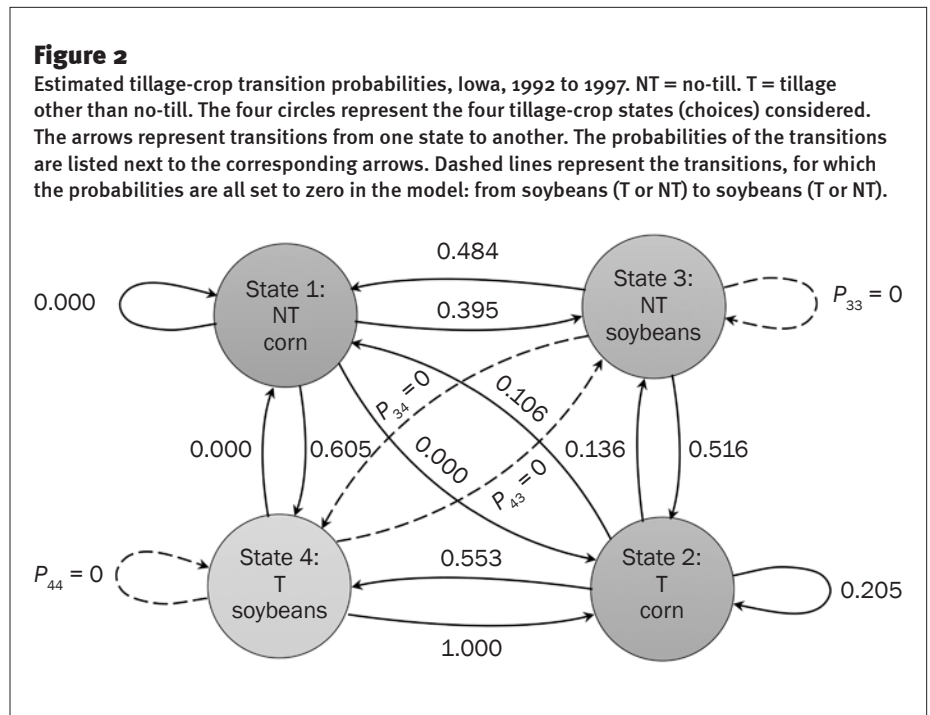 Figure 2
Estimated tillage-crop transition probabilities, Iowa, 1992 to 1997. NT = no-till. T = tillage
other than no-till. The four circles represent the four tillage-crop states (choices) considered.
The arrows represent transitions from one state to another. The probabilities of the transitions
are listed next to the corresponding arrows. Dashed lines represent the transitions, for which
the probabilities are all set to zero in the model: from soybeans (T or NT) to soybeans (T or NT).
0.484
State 1:
NT
corn
State 3:
NT
soybeans
0.000
P33 = 0
0.395
P34 = 0
0.106
0.000
0.605
0.000
0.136
0.516
P43 = 0
State 4:
T
soybeans
State 2:
T
corn
0.553
P44 = 0
0.205
1.000